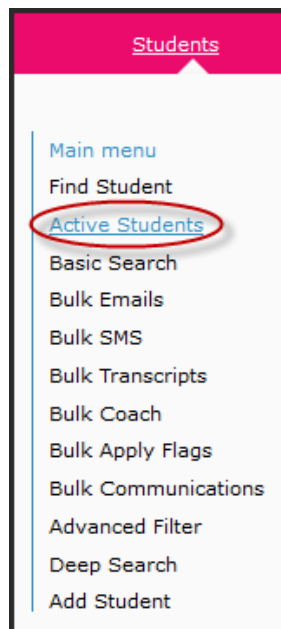 Students
Main menu
Find Student
Active Students
Basic Search
Bulk Emails
Bulk SMS
Bulk Transcripts
Bulk Coach
Bulk Apply Flags
Bulk Communications
Advanced Filter
Deep Search
Add Student